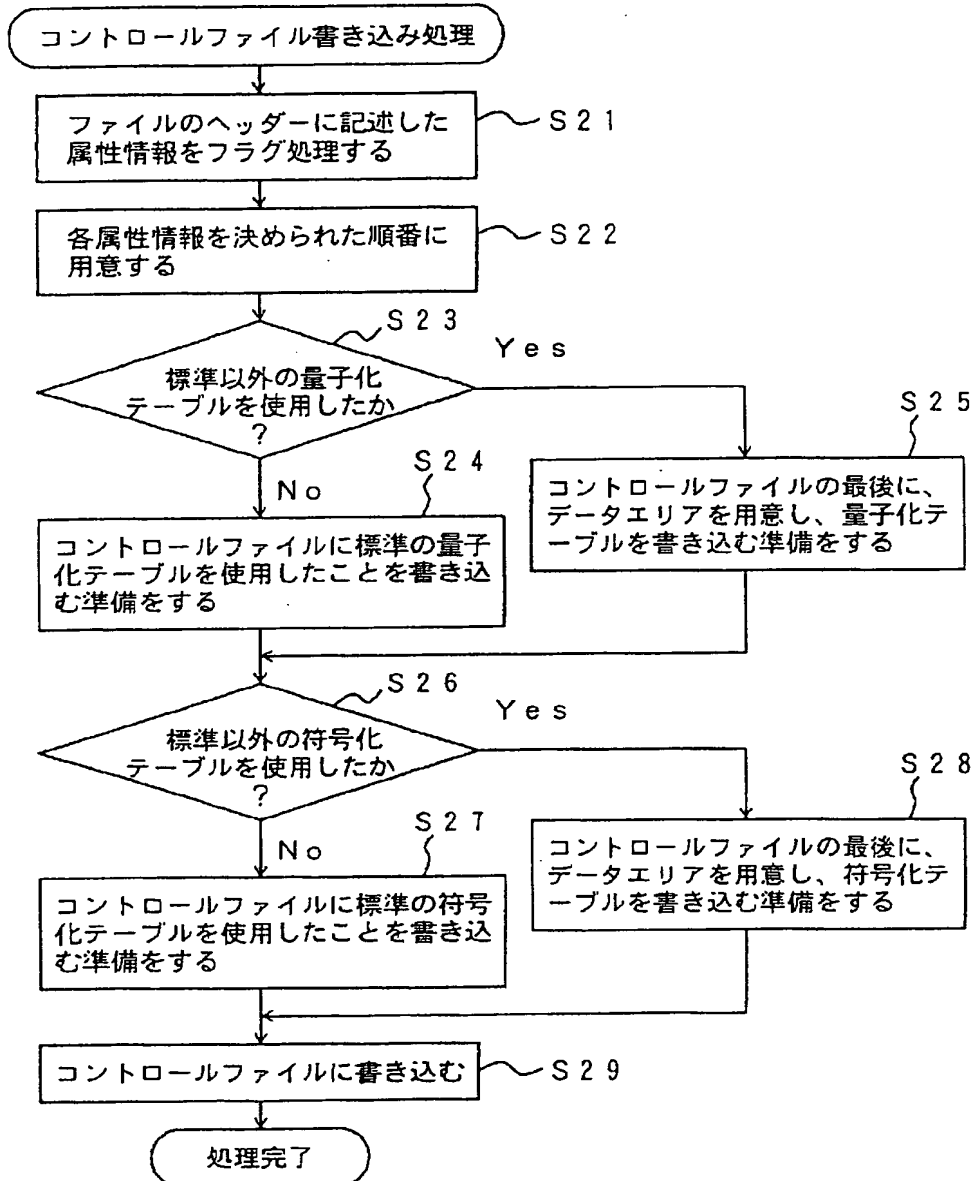 コントロールファイル書き込み処理
ファイルのヘッダーに記述した
属性情報をフラグ処理する
S21
各属性情報を決められた順番に
用意する
S22
S23
標準以外の量子化
テーブルを使用したか
?
Yes
No
S24
コントロールファイルに標準の量子
化テーブルを使用したことを書き込
む準備をする
S25
コントロールファイルの最後に、
データエリアを用意し、量子化テ
ーブルを書き込む準備をする
S26
標準以外の符号化
テーブルを使用したか
?
Yes
No
S27
コントロールファイルに標準の符号
化テーブルを使用したことを書き込
む準備をする
S28
コントロールファイルの最後に、
データエリアを用意し、符号化テ
ーブルを書き込む準備をする
コントロールファイルに書き込む
S29
処理完了